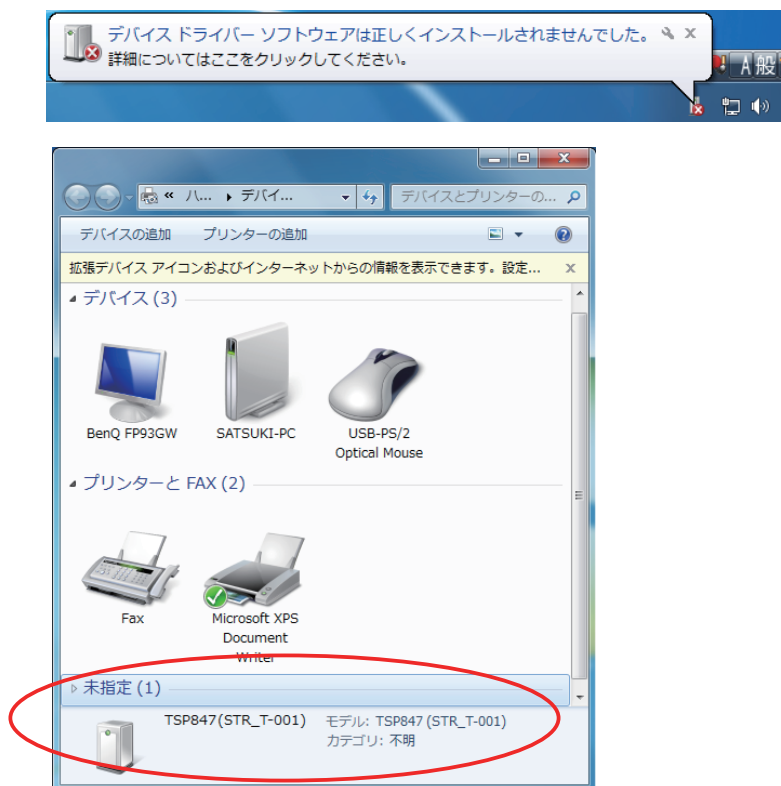 デバイス ドライバー ソフトウェアは正しくインストールされませんでした。
詳細についてはここをクリックしてください。
A 般
« ハ... ▸ デバイ...
デバイスとプリンターの...
デバイスの追加 プリンターの追加
拡張デバイス アイコンおよびインターネットからの情報を表示できます。設定...
デバイス (3)
BenQ FP93GW
SATSUKI-PC
USB-PS/2
Optical Mouse
プリンターと FAX (2)
Fax
Microsoft XPS
Document
Writer
未指定 (1)
TSP847(STR_T-001) モデル: TSP847 (STR_T-001)
カテゴリ: 不明